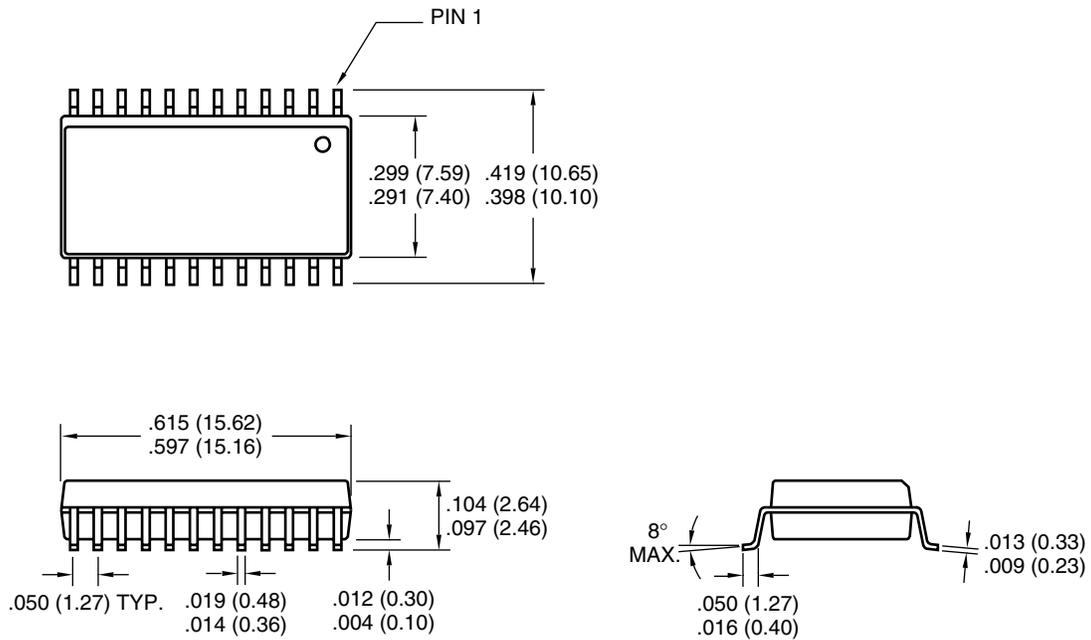 PIN 1
.299 (7.59) .419 (10.65)
.291 (7.40) .398 (10.10)
.615 (15.62)
.597 (15.16)
.104 (2.64)
.097 (2.46)
.050 (1.27) TYP.
.019 (0.48)
.014 (0.36)
.012 (0.30)
.004 (0.10)
8°
MAX.
.013 (0.33)
.009 (0.23)
.050 (1.27)
.016 (0.40)